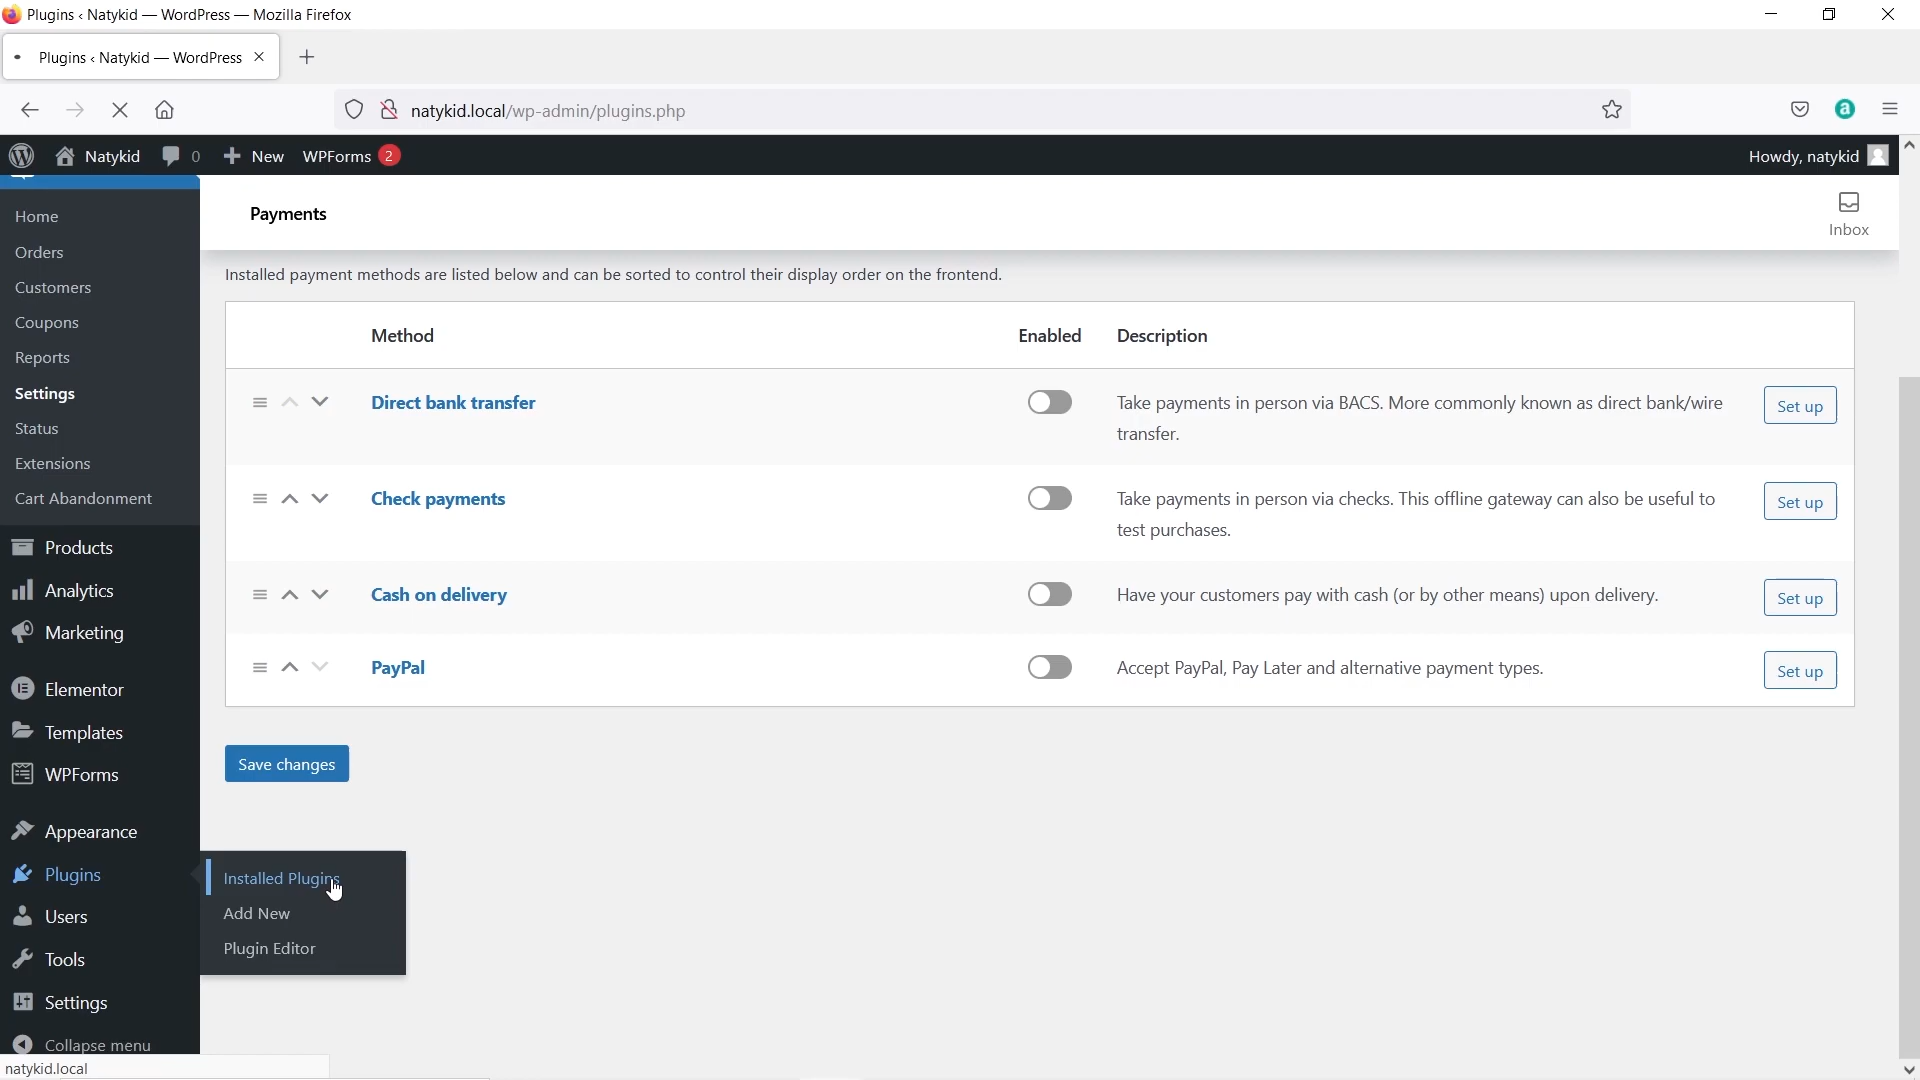 Plugins ‹ Natykid — WordPress — Mozilla Firefox
Plugins ‹ Natykid — WordPress
natykid.local/wp-admin/plugins.php
Natykid 0 New WPForms 2 Howdy, natykid
Home
Orders
Customers
Coupons
Reports
Settings
Status
Extensions
Cart Abandonment
Products
Analytics
Marketing
Elementor
Templates
WPForms
Appearance
Plugins
Users
Tools
Settings
Collapse menu
Installed Plugins
Add New
Plugin Editor
Payments
Inbox
Installed payment methods are listed below and can be sorted to control their display order on the frontend.
Method Enabled Description
Direct bank transfer
Take payments in person via BACS. More commonly known as direct bank/wire
transfer.
Set up
Check payments
Take payments in person via checks. This offline gateway can also be useful to
test purchases.
Set up
Cash on delivery
Have your customers pay with cash (or by other means) upon delivery.
Set up
PayPal
Accept PayPal, Pay Later and alternative payment types.
Set up
Save changes
natykid.local